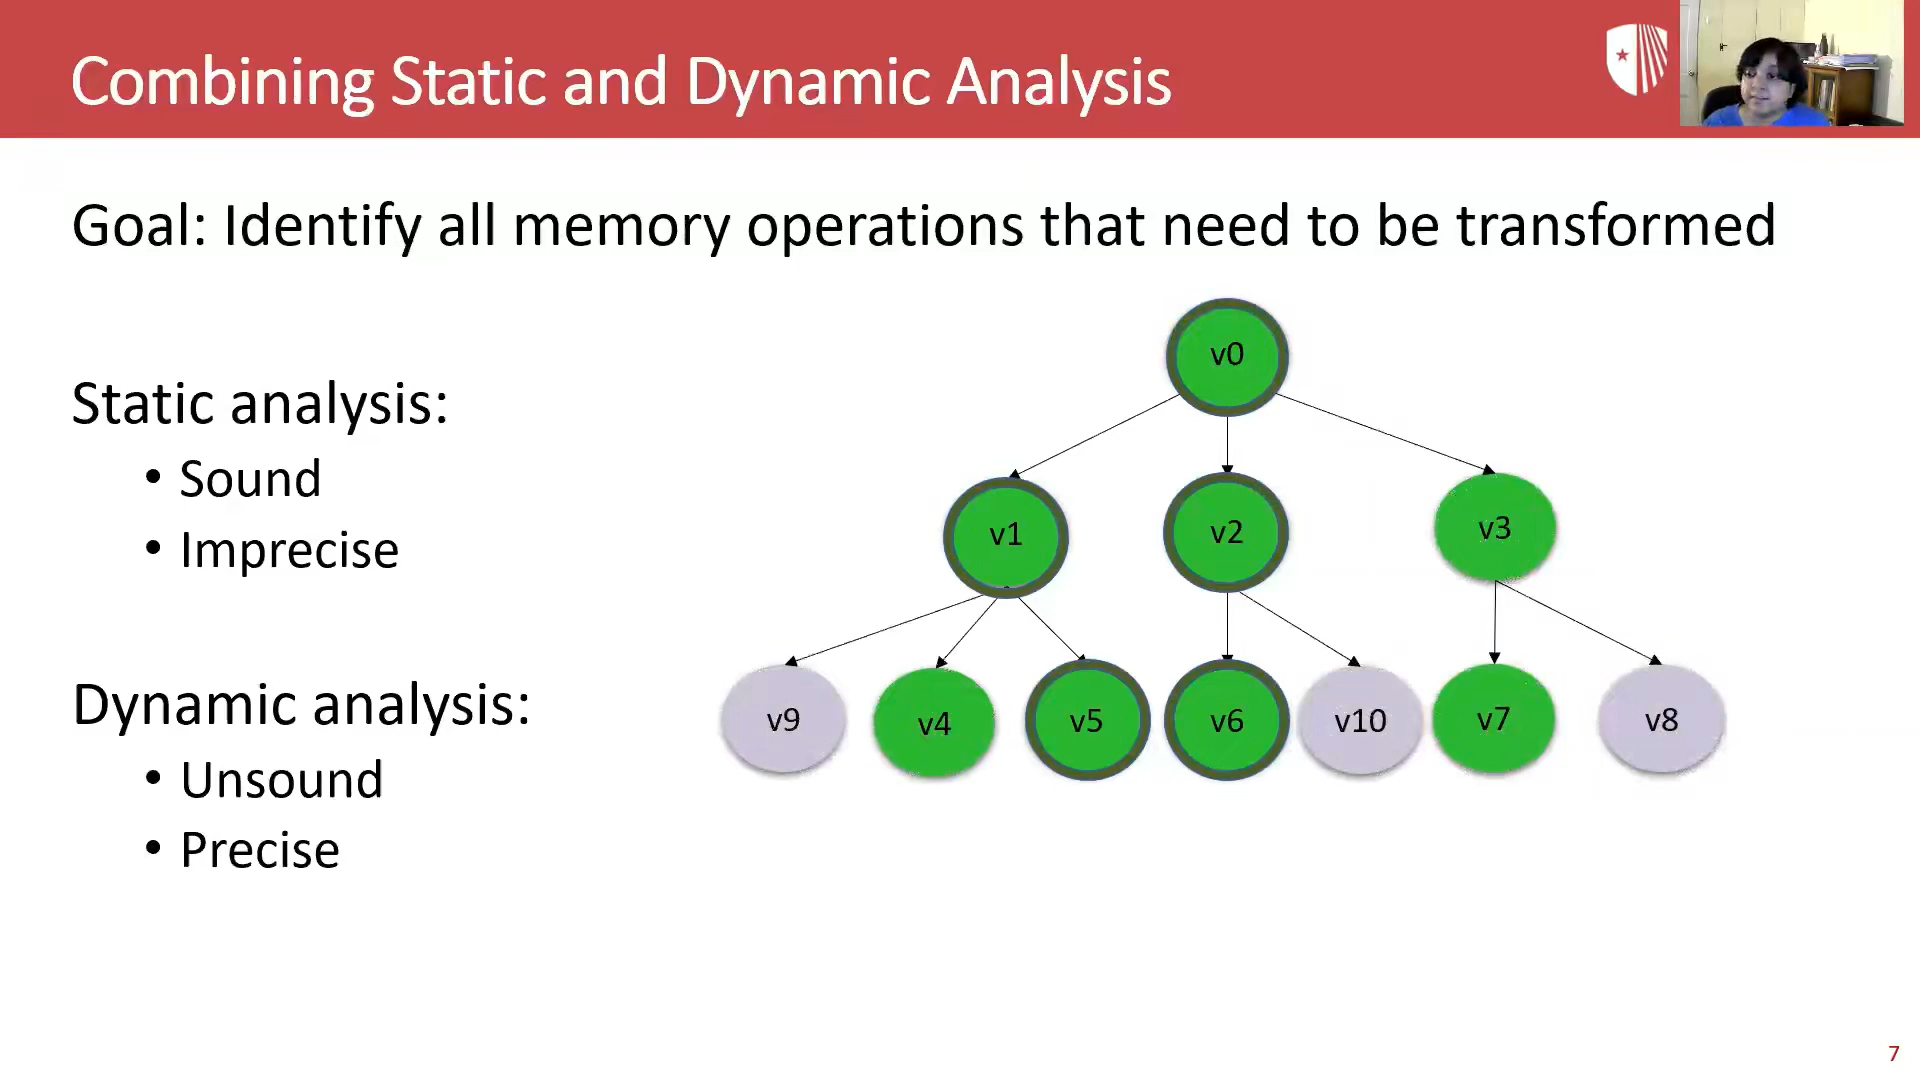 Combining Static and Dynamic Analysis
Goal: Identify all memory operations that need to be transformed
Static analysis:
• Sound
• Imprecise
Dynamic analysis:
• Unsound
• Precise
v0
v1 v2 v3
v9 v4 v5 v6 v10 v7 v8
7